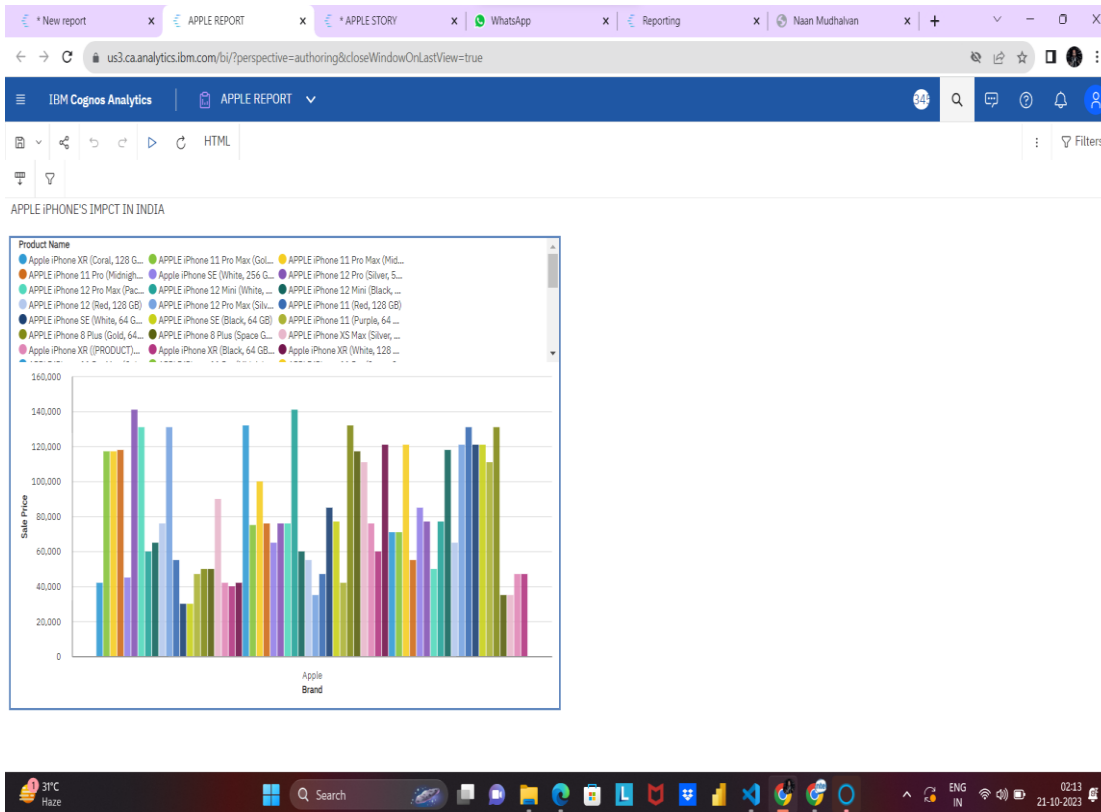 * New report x APPLE REPORT x * APPLE STORY x WhatsApp x Reporting x Naan Mudhalvan x +
us3.ca.analytics.ibm.com/bi/?perspective=authoring&closeWindowOnLastView=true
IBM Cognos Analytics APPLE REPORT
HTML Filters
APPLE iPHONE'S IMPCT IN INDIA
Product Name
Apple iPhone XR (Coral, 128 G... APPLE iPhone 11 Pro Max (Gol... APPLE iPhone 11 Pro Max (Mid...
APPLE iPhone 11 Pro (Midnigh... Apple iPhone SE (White, 256 G... APPLE iPhone 12 Pro (Silver, 5...
APPLE iPhone 12 Pro Max (Pac... APPLE iPhone 12 Mini (White, ... APPLE iPhone 12 Mini (Black, ...
APPLE iPhone 12 (Red, 128 GB) APPLE iPhone 12 Pro Max (Silv... APPLE iPhone 11 (Red, 128 GB)
APPLE iPhone SE (White, 64 G... APPLE iPhone SE (Black, 64 GB) APPLE iPhone 11 (Purple, 64 ...
APPLE iPhone 8 Plus (Gold, 64... APPLE iPhone 8 Plus (Space G... APPLE iPhone XS Max (Silver, ...
Apple iPhone XR ((PRODUCT)... Apple iPhone XR (Black, 64 GB... Apple iPhone XR (White, 128 ...
160,000
140,000
120,000
100,000
80,000
60,000
40,000
20,000
0
Sale Price
Apple
Brand
1 31°C
Haze
Search
ENG
IN
02:13
21-10-2023